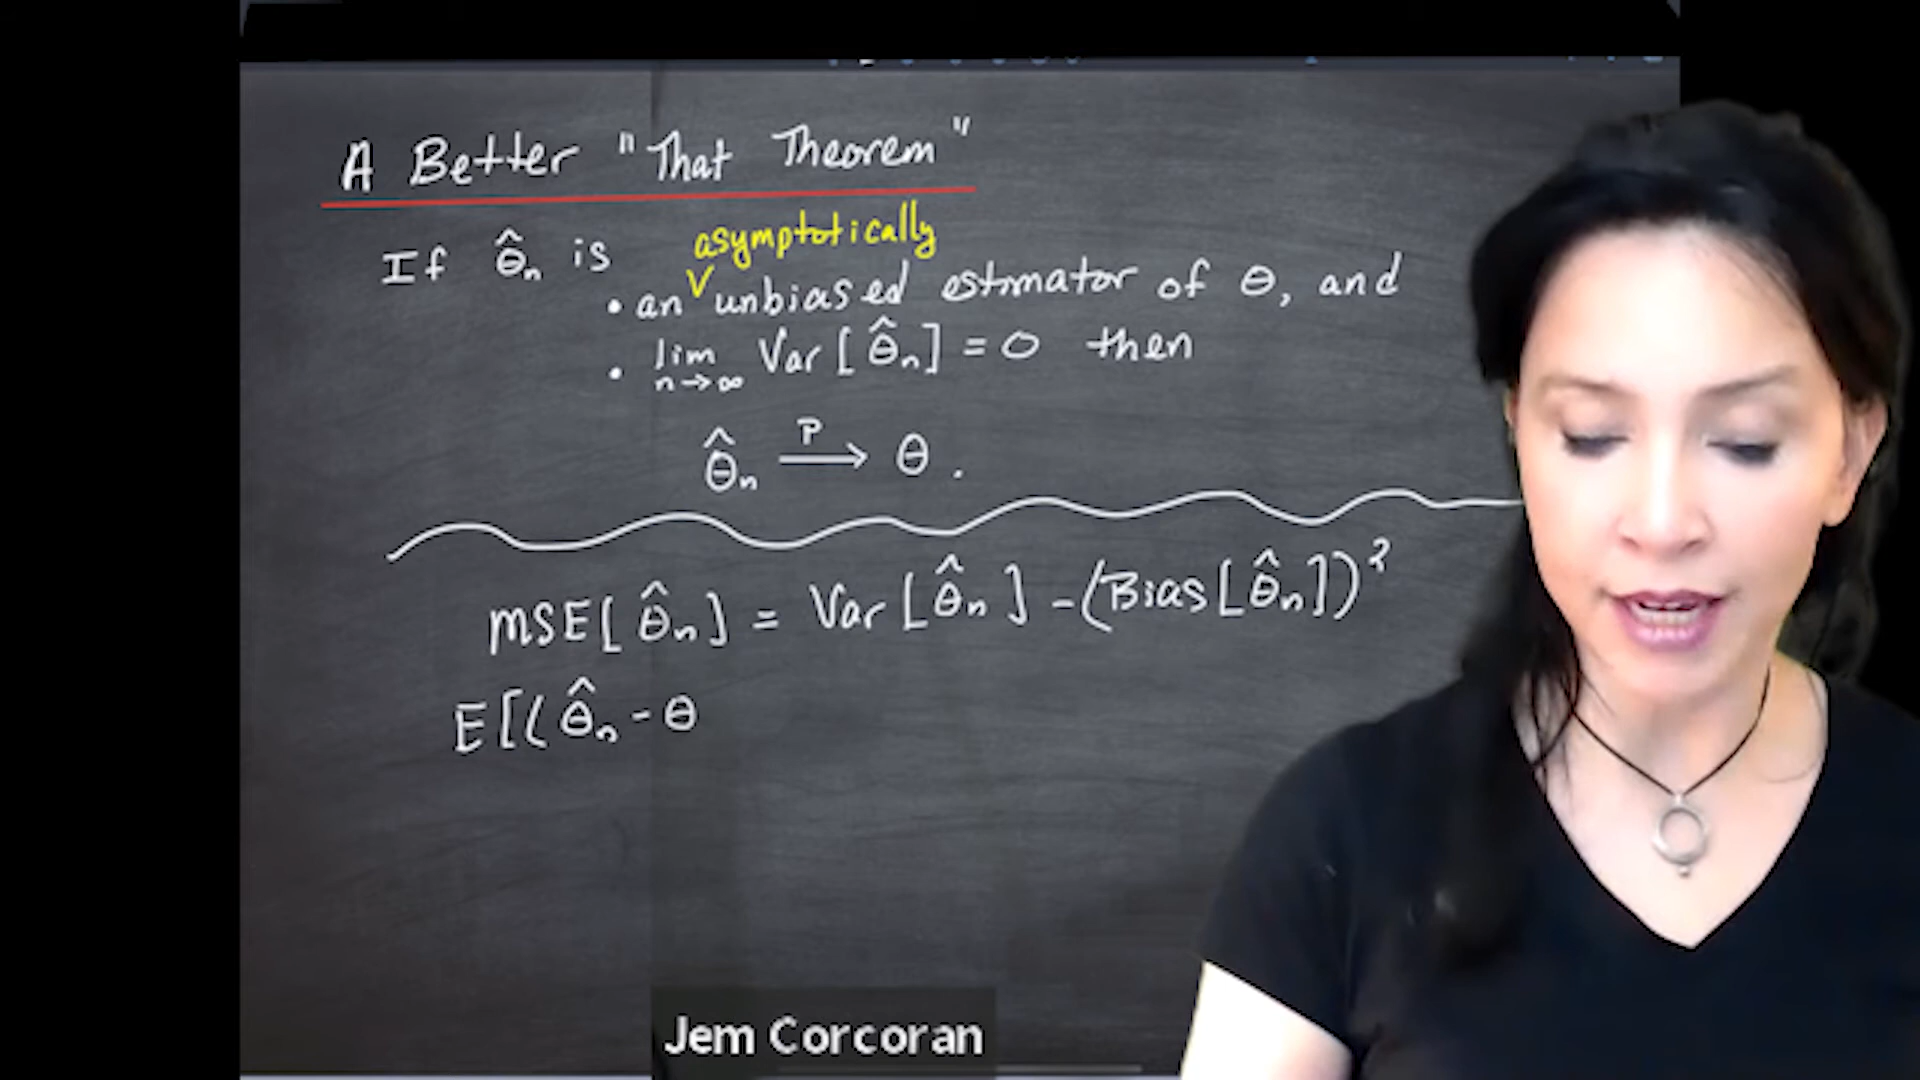 A Better "That Theorem"
If θ̂ₙ is
asymptotically
• an ∨ unbiased estimator of θ, and
• lim n→∞ Var[θ̂ₙ] = 0 then
θ̂ₙ →ᴾ θ.
MSE[θ̂ₙ] = Var[θ̂ₙ] - (Bias[θ̂ₙ])²
E[(θ̂ₙ - θ
Jem Corcoran